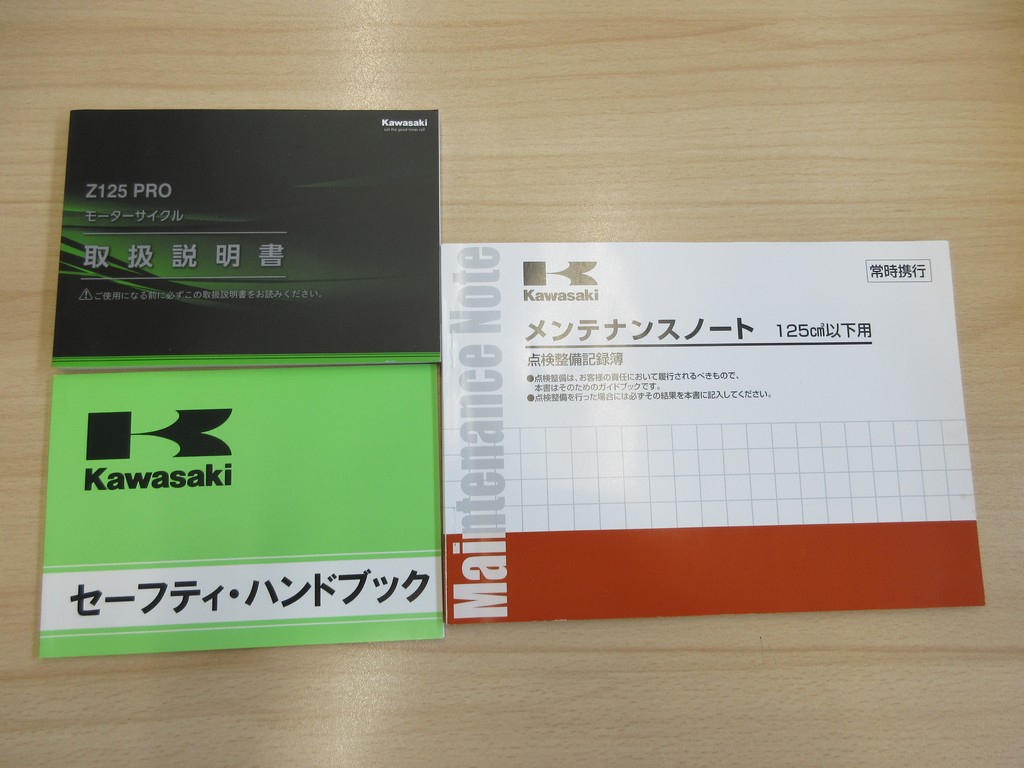 Kawasaki
Let the good times roll
Z125 PRO
モーターサイクル
取扱説明書
⚠ご使用になる前に必ずこの取扱説明書をお読みください。
Kawasaki
セーフティ・ハンドブック
Maintenance Note
Kawasaki
常時携行
メンテナンスノート 125cm³以下用
点検整備記録簿
●点検整備は、お客様の責任において履行されるべきもので、
本書はそのためのガイドブックです。
●点検整備を行った場合には必ずその結果を本書に記入してください。